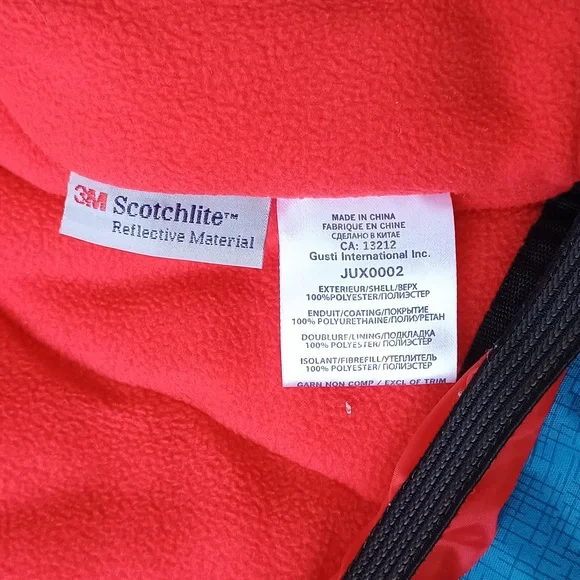 3M Scotchlite™
Reflective Material
MADE IN CHINA
FABRIQUE EN CHINE
СДЕЛАНО В КИТАЕ
CA: 13212
Gusti International Inc.
JUX0002
EXTERIEUR/SHELL/ВЕРХ
100%POLYESTER/ПОЛИЭСТЕР
ENDUIT/COATING/ПОКРЫТИЕ
100% POLYURETHAINE/ПОЛИУРЕТАН
DOUBLURE/LINING/ПОДКЛАДКА
100% POLYESTER/ ПОЛИЭСТЕР
ISOLANT/FIBREFILL/УТЕПЛИТЕЛЬ
100% POLYESTER/ ПОЛИЭСТЕР
GARN NON COMP / EXCL OF TRIM